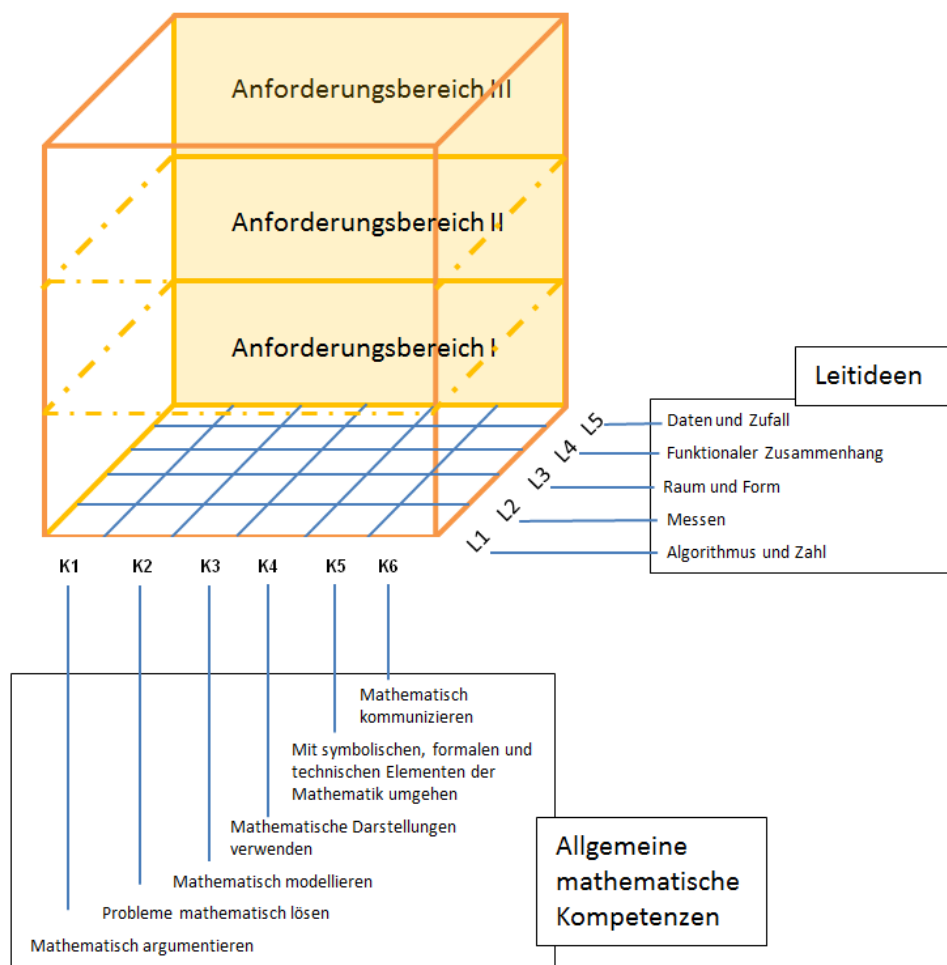 Anforderungsbereich III
Anforderungsbereich II
Anforderungsbereich I
Leitideen
L5
Daten und Zufall
L4
Funktionaler Zusammenhang
L3
Raum und Form
L2
Messen
L1
Algorithmus und Zahl
K1
K2
K3
K4
K5
K6
Mathematisch
kommunizieren
Mit symbolischen, formalen und
technischen Elementen der
Mathematik umgehen
Mathematische Darstellungen
verwenden
Mathematisch modellieren
Probleme mathematisch lösen
Mathematisch argumentieren
Allgemeine
mathematische
Kompetenzen